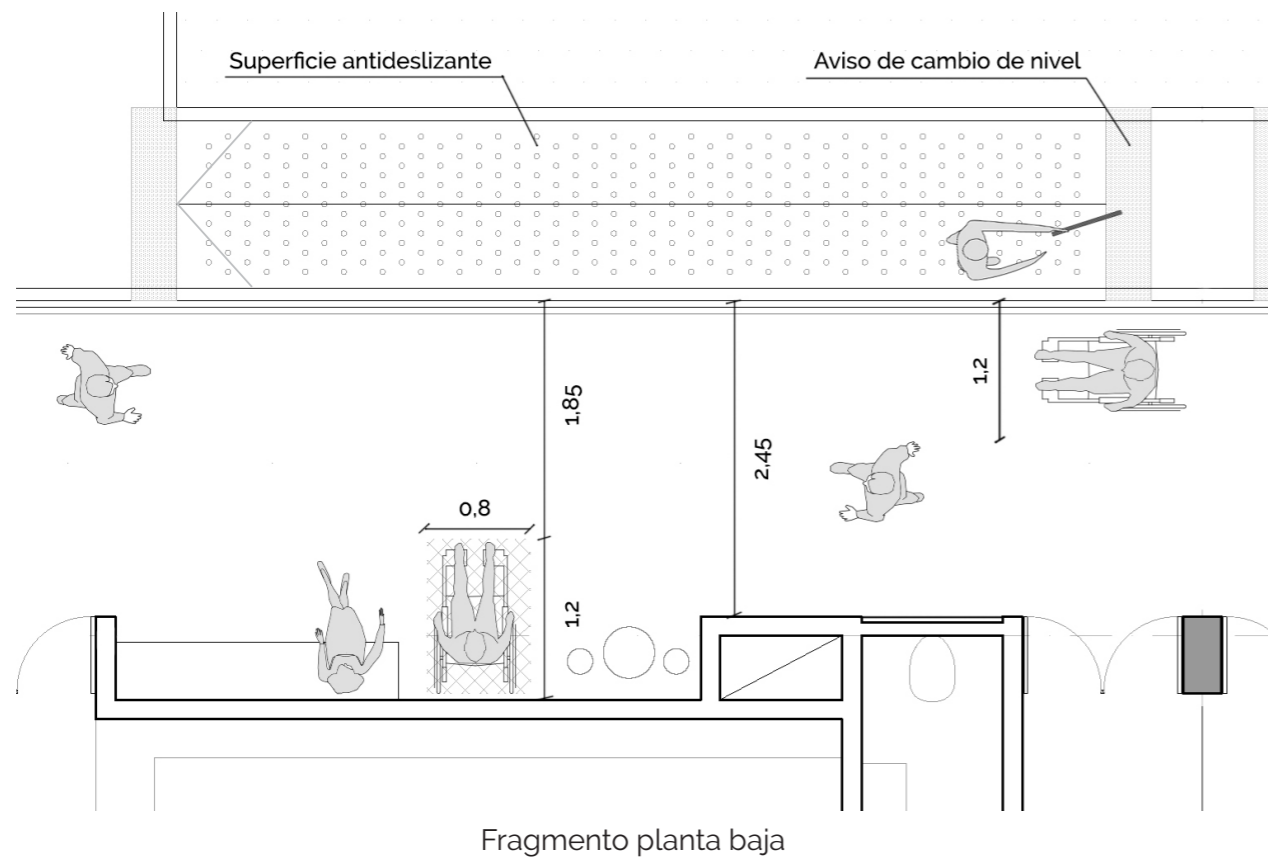 Superficie antideslizante
Aviso de cambio de nivel
1,85
1,2
2,45
0,8
1,2
Fragmento planta baja